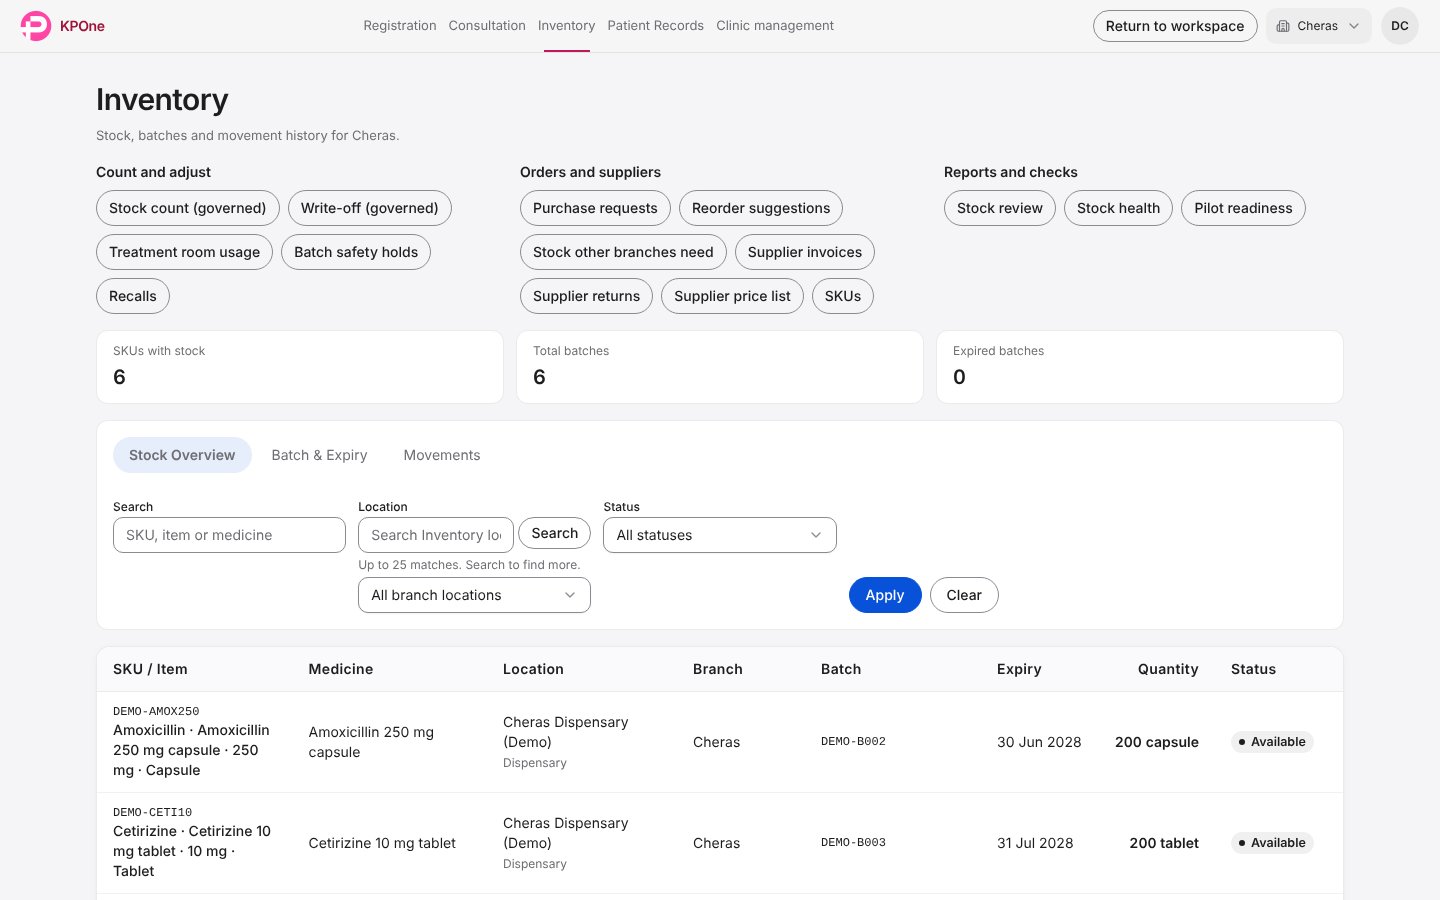 KPOne
Registration Consultation Inventory Patient Records Clinic management
Return to workspace
Cheras
DC
Inventory
Stock, batches and movement history for Cheras.
Count and adjust
Stock count (governed) Write-off (governed)
Treatment room usage Batch safety holds
Recalls
Orders and suppliers
Purchase requests Reorder suggestions
Stock other branches need Supplier invoices
Supplier returns Supplier price list SKUs
Reports and checks
Stock review Stock health Pilot readiness
SKUs with stock
6
Total batches
6
Expired batches
0
Stock Overview Batch & Expiry Movements
Search
SKU, item or medicine
Location
Search Inventory lo
Search
Up to 25 matches. Search to find more.
All branch locations
Status
All statuses
Apply Clear
SKU / Item Medicine Location Branch Batch Expiry Quantity Status
DEMO-AMOX250
Amoxicillin · Amoxicillin
250 mg capsule · 250
mg · Capsule
Amoxicillin 250 mg
capsule
Cheras Dispensary
(Demo)
Dispensary
Cheras
DEMO-B002
30 Jun 2028
200 capsule
Available
DEMO-CETI10
Cetirizine · Cetirizine 10
mg tablet · 10 mg ·
Tablet
Cetirizine 10 mg tablet
Cheras Dispensary
(Demo)
Dispensary
Cheras
DEMO-B003
31 Jul 2028
200 tablet
Available